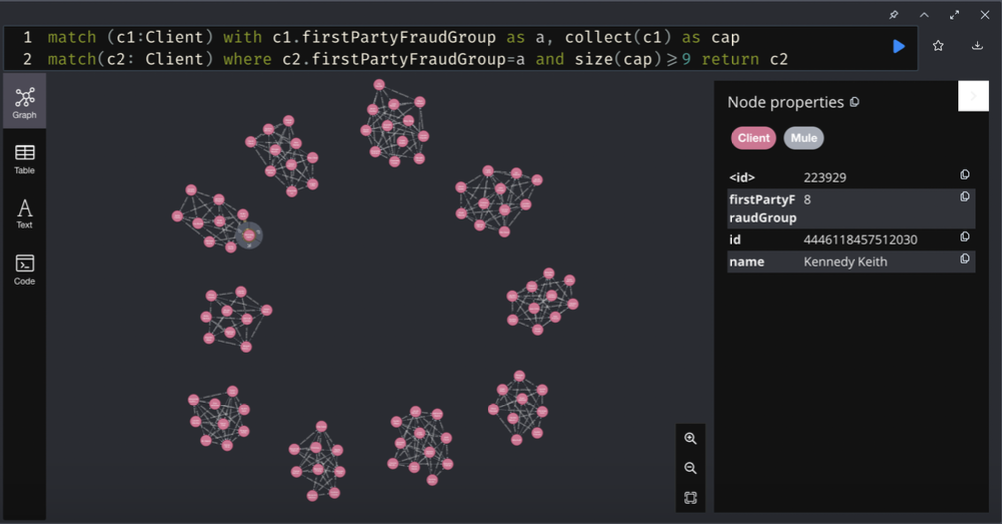 1 match (c1:Client) with c1.firstPartyFraudGroup as a, collect(c1) as cap
2 match(c2: Client) where c2.firstPartyFraudGroup=a and size(cap)>=9 return c2
Graph
Table
Text
Code
Node properties
Client Mule
<id> 223929
firstPartyF 8
raudGroup
id 4446118457512030
name Kennedy Keith